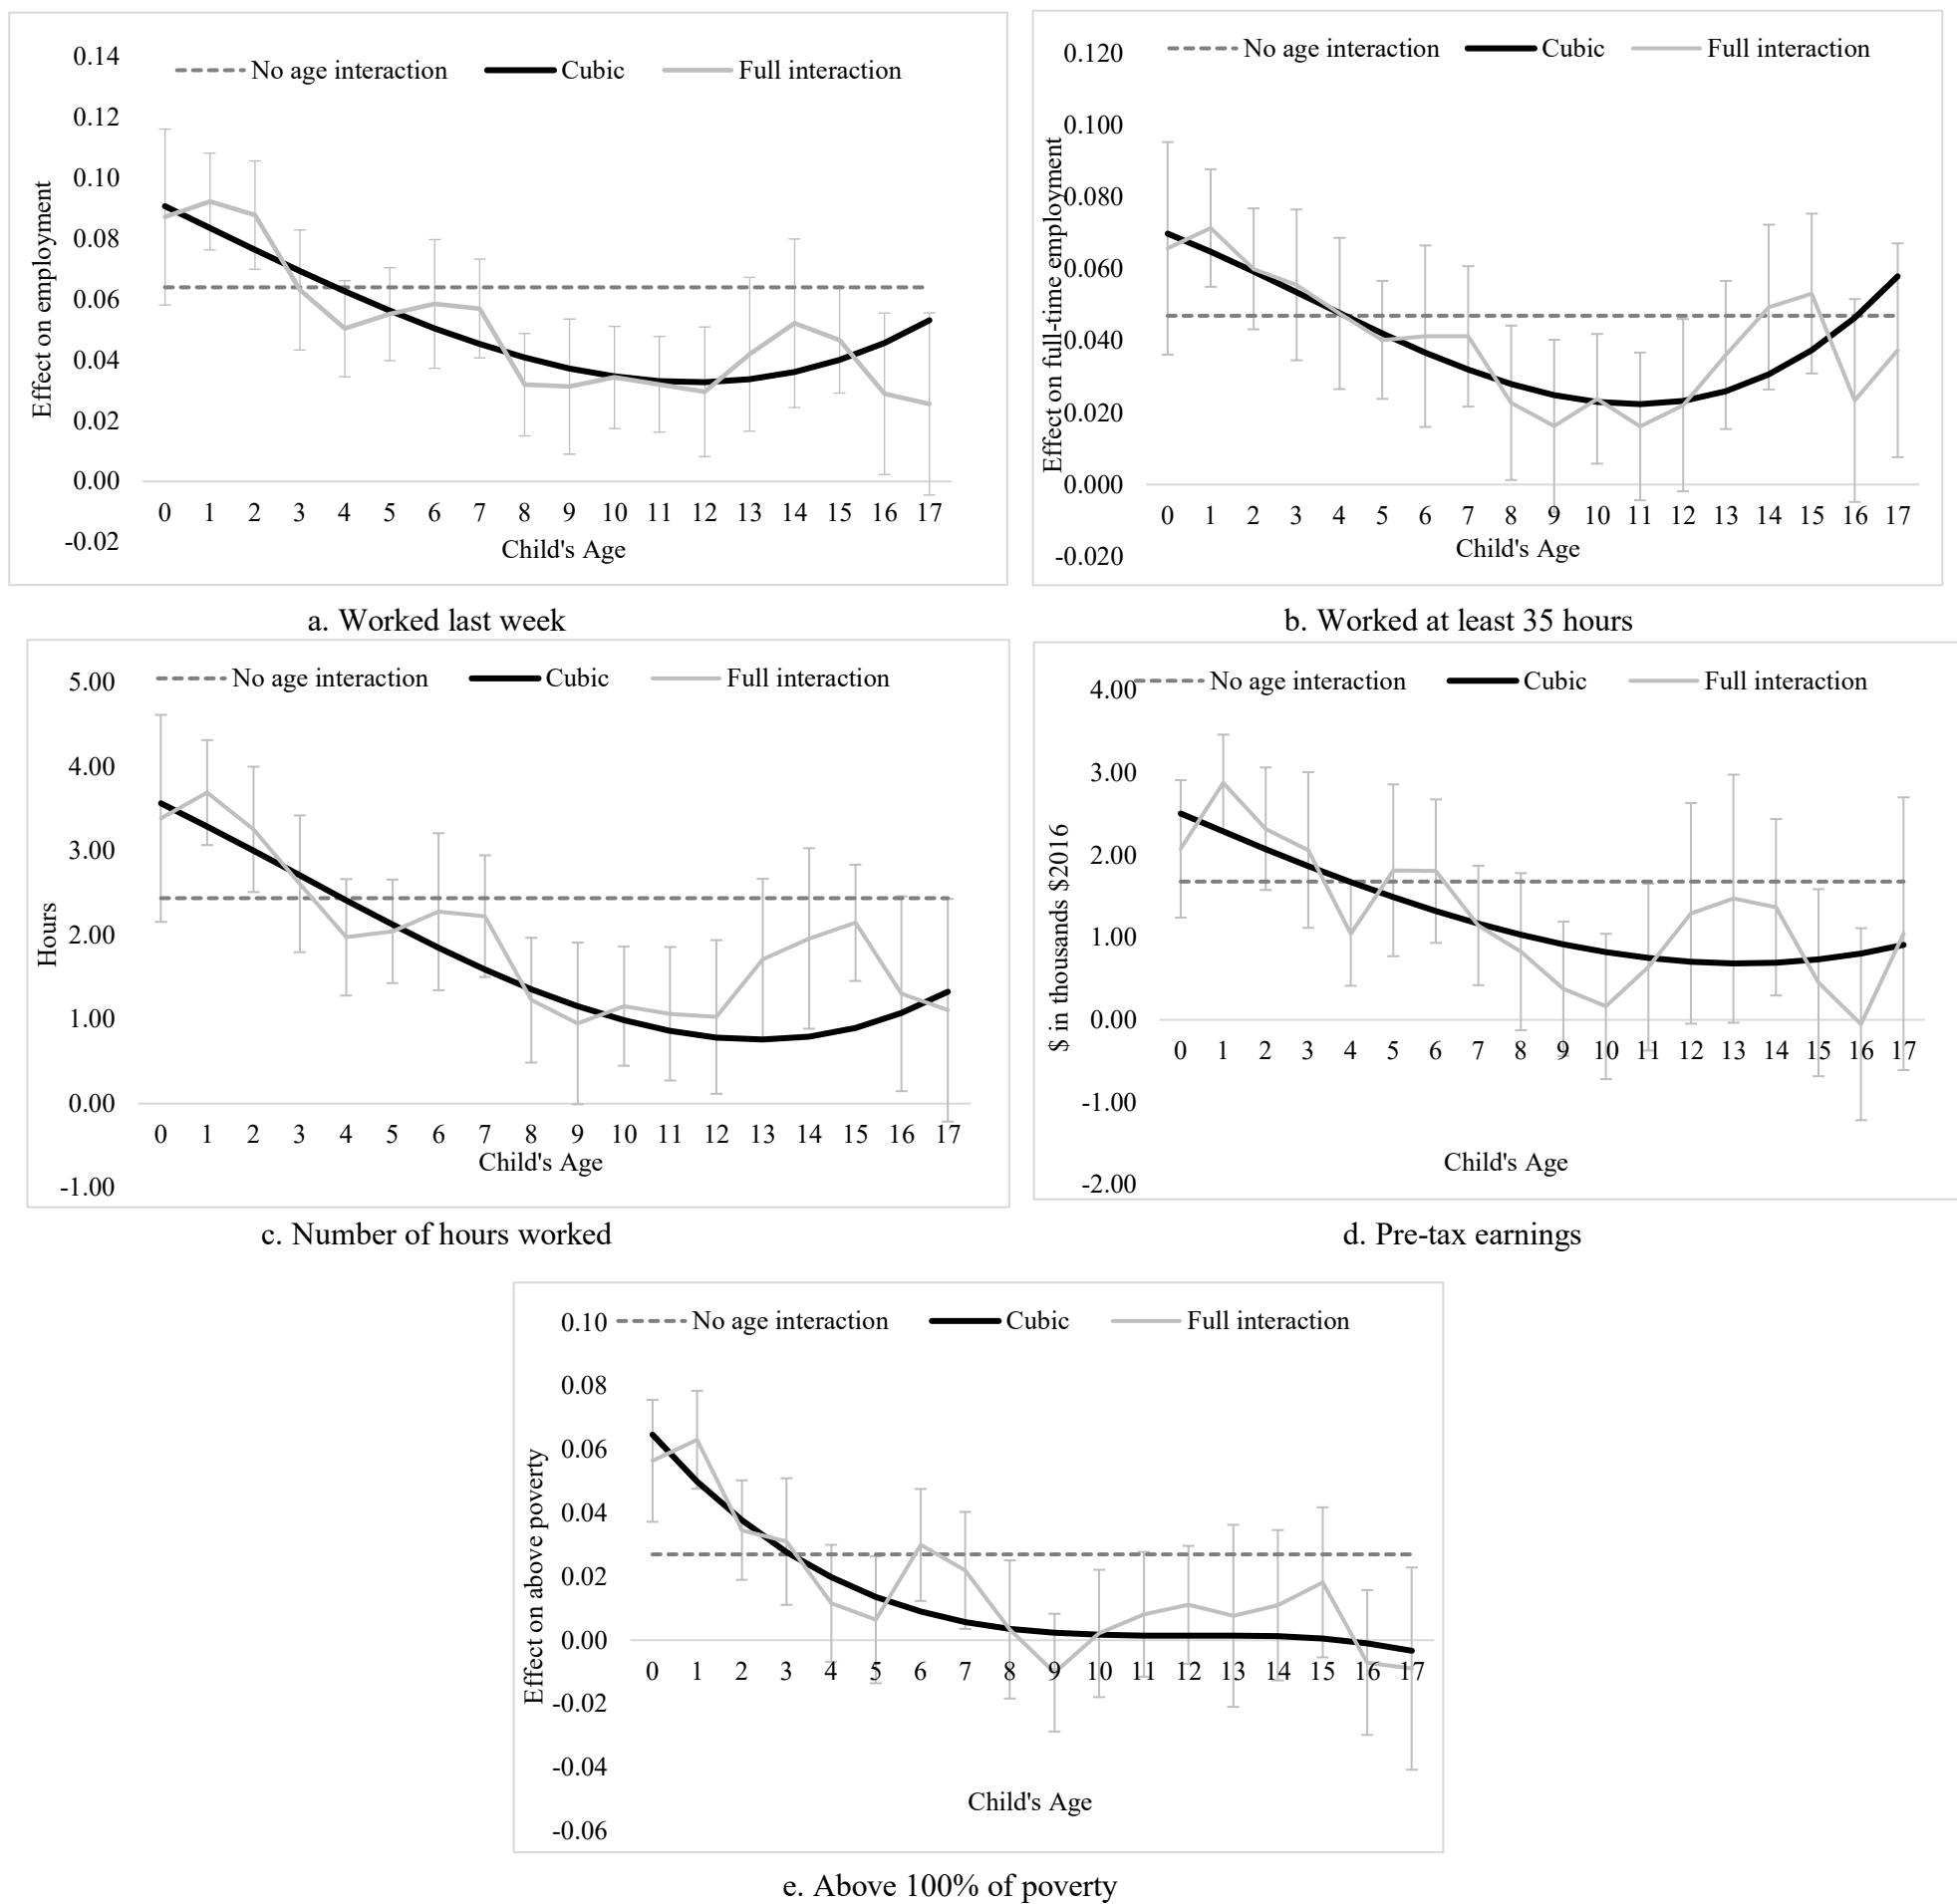 No age interaction Cubic Full interaction
0.14
0.12
0.10
0.08
0.06
0.04
0.02
0.00
-0.02
Effect on employment
0 1 2 3 4 5 6 7 8 9 10 11 12 13 14 15 16 17
Child's Age
a. Worked last week
No age interaction Cubic Full interaction
0.120
0.100
0.080
0.060
0.040
0.020
0.000
-0.020
Effect on full-time employment
0 1 2 3 4 5 6 7 8 9 10 11 12 13 14 15 16 17
Child's Age
b. Worked at least 35 hours
No age interaction Cubic Full interaction
5.00
4.00
3.00
2.00
1.00
0.00
-1.00
Hours
0 1 2 3 4 5 6 7 8 9 10 11 12 13 14 15 16 17
Child's Age
c. Number of hours worked
No age interaction Cubic Full interaction
4.00
3.00
2.00
1.00
0.00
-1.00
-2.00
$ in thousands $2016
0 1 2 3 4 5 6 7 8 9 10 11 12 13 14 15 16 17
Child's Age
d. Pre-tax earnings
No age interaction Cubic Full interaction
0.10
0.08
0.06
0.04
0.02
0.00
-0.02
-0.04
-0.06
Effect on above poverty
0 1 2 3 4 5 6 7 8 9 10 11 12 13 14 15 16 17
Child's Age
e. Above 100% of poverty